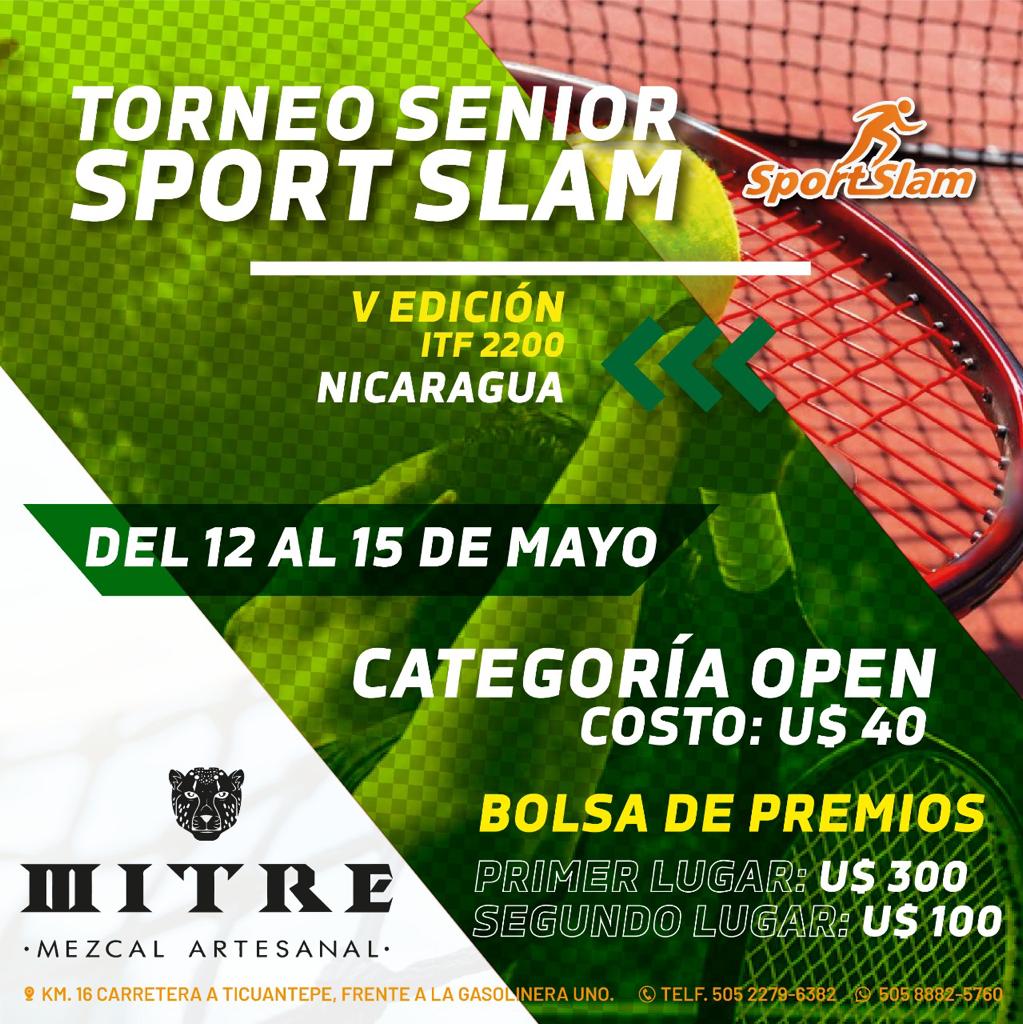 TORNEO SENIOR
SPORT SLAM
Sport Slam
V EDICIÓN
ITF 2200
NICARAGUA
DEL 12 AL 15 DE MAYO
CATEGORÍA OPEN
COSTO: U$ 40
BOLSA DE PREMIOS
PRIMER LUGAR: U$ 300
SEGUNDO LUGAR: U$ 100
MITRE
·MEZCAL ARTESANAL·
KM. 16 CARRETERA A TICUANTEPE, FRENTE A LA GASOLINERA UNO. TELF. 505 2279-6382 505 8882-5760